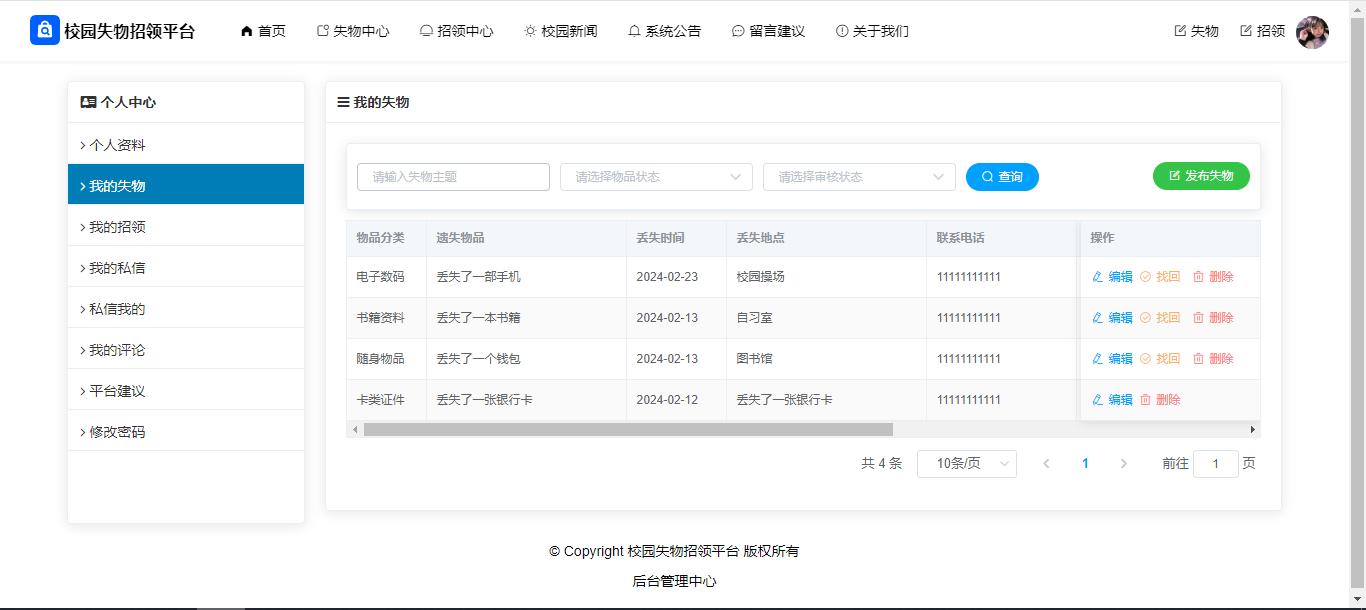 校园失物招领平台 首页 失物中心 招领中心 校园新闻 系统公告 留言建议 关于我们 失物 招领
个人中心
个人资料
我的失物
我的招领
我的私信
私信我的
我的评论
平台建议
修改密码
我的失物
请输入失物主题 请选择物品状态 请选择审核状态 查询 发布失物
物品分类 遗失物品 丢失时间 丢失地点 联系电话 操作
电子数码 丢失了一部手机 2024-02-23 校园操场 11111111111 编辑 找回 删除
书籍资料 丢失了一本书籍 2024-02-13 自习室 11111111111 编辑 找回 删除
随身物品 丢失了一个钱包 2024-02-13 图书馆 11111111111 编辑 找回 删除
卡类证件 丢失了一张银行卡 2024-02-12 丢失了一张银行卡 11111111111 编辑 删除
共 4 条 10条/页 1 前往 1 页
© Copyright 校园失物招领平台 版权所有
后台管理中心